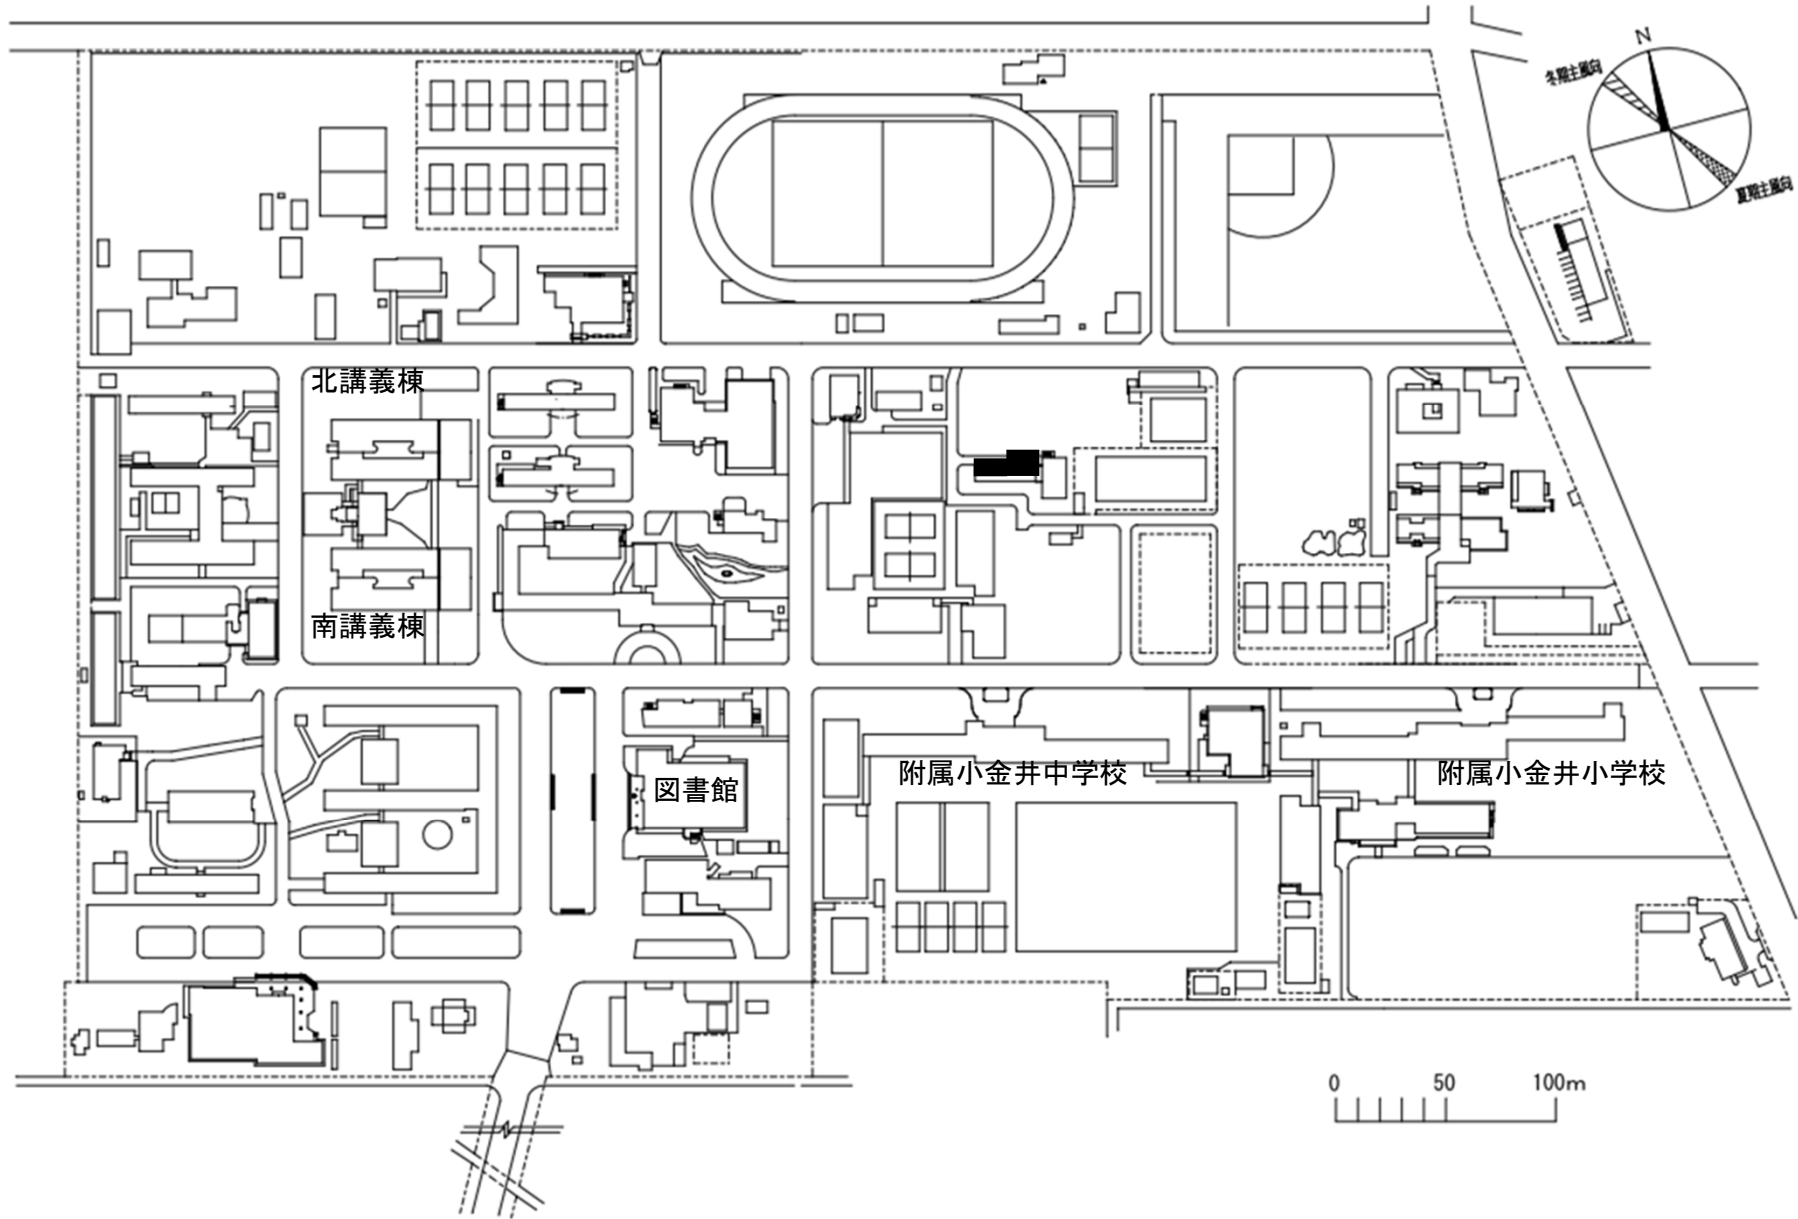 N
冬期主風向
夏期主風向
北講義棟
南講義棟
図書館
附属小金井中学校
附属小金井小学校
0 50 100m